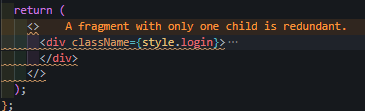 return (
<> A fragment with only one child is redundant.
<div className={style.login}>…
</div>
</>
);
};